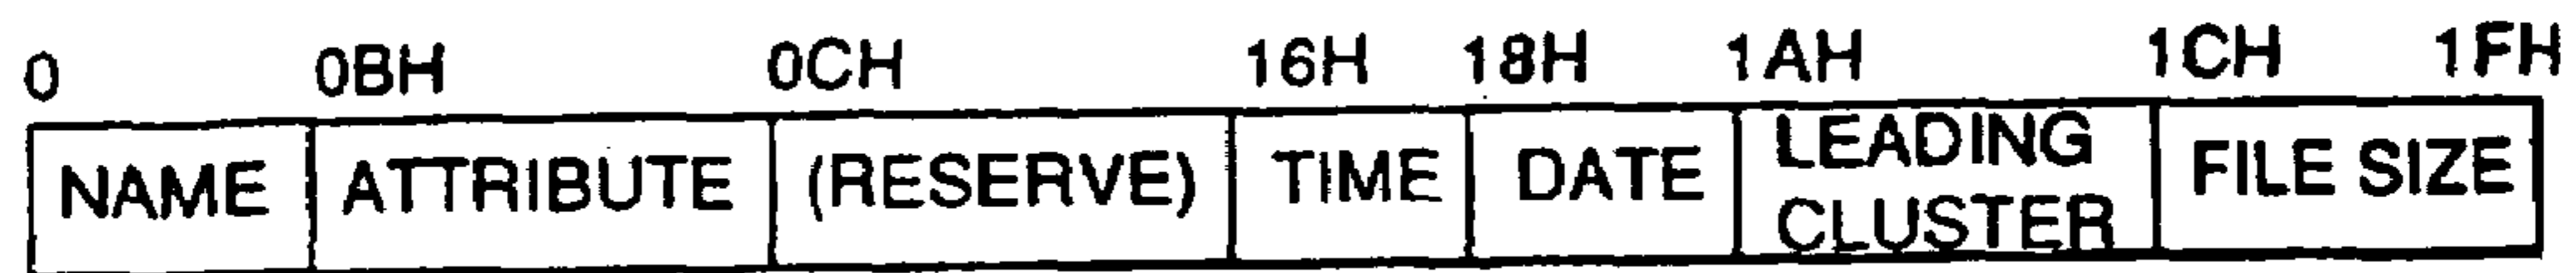 0 0BH 0CH 16H 18H 1AH 1CH 1FH
NAME ATTRIBUTE (RESERVE) TIME DATE LEADING CLUSTER FILE SIZE